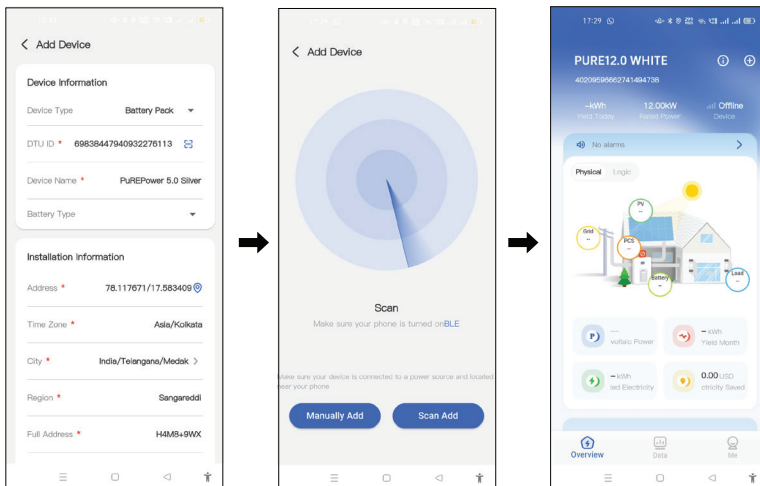 Add Device
Device Information
Device Type Battery Pack
DTU ID * 69838447940932276113
Device Name * PuREPower 5.0 Silver
Battery Type
Installation Information
Address * 78.117671/17.583409
Time Zone * Asia/Kolkata
City * India/Telangana/Medak >
Region * Sangareddi
Full Address * H4M8+9WX
Add Device
Scan
Make sure your phone is turned onBLE
Make sure your device is connected to a power source and located
near your phone
Manually Add Scan Add
17:29
PURE12.0 WHITE
40209596662741494736
--kWh 12.00kW Offline
Yield Today Rated Power Device
No alarms
Physical Logic
PV
--
Grid
--
PCS
--
Battery
--
Load
--
P -- 
voltaic Power
-- kWh
Yield Month
-- kWh
ied Electricity
0.00 USD
ctricity Saved
Overview Data Me